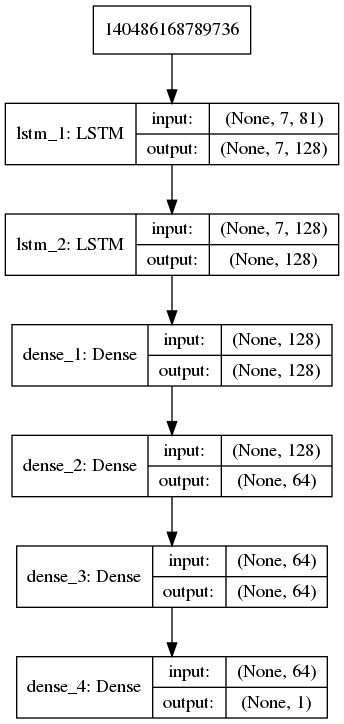 140486168789736
lstm_1: LSTM
input:
(None, 7, 81)
output:
(None, 7, 128)
lstm_2: LSTM
input:
(None, 7, 128)
output:
(None, 128)
dense_1: Dense
input:
(None, 128)
output:
(None, 128)
dense_2: Dense
input:
(None, 128)
output:
(None, 64)
dense_3: Dense
input:
(None, 64)
output:
(None, 64)
dense_4: Dense
input:
(None, 64)
output:
(None, 1)